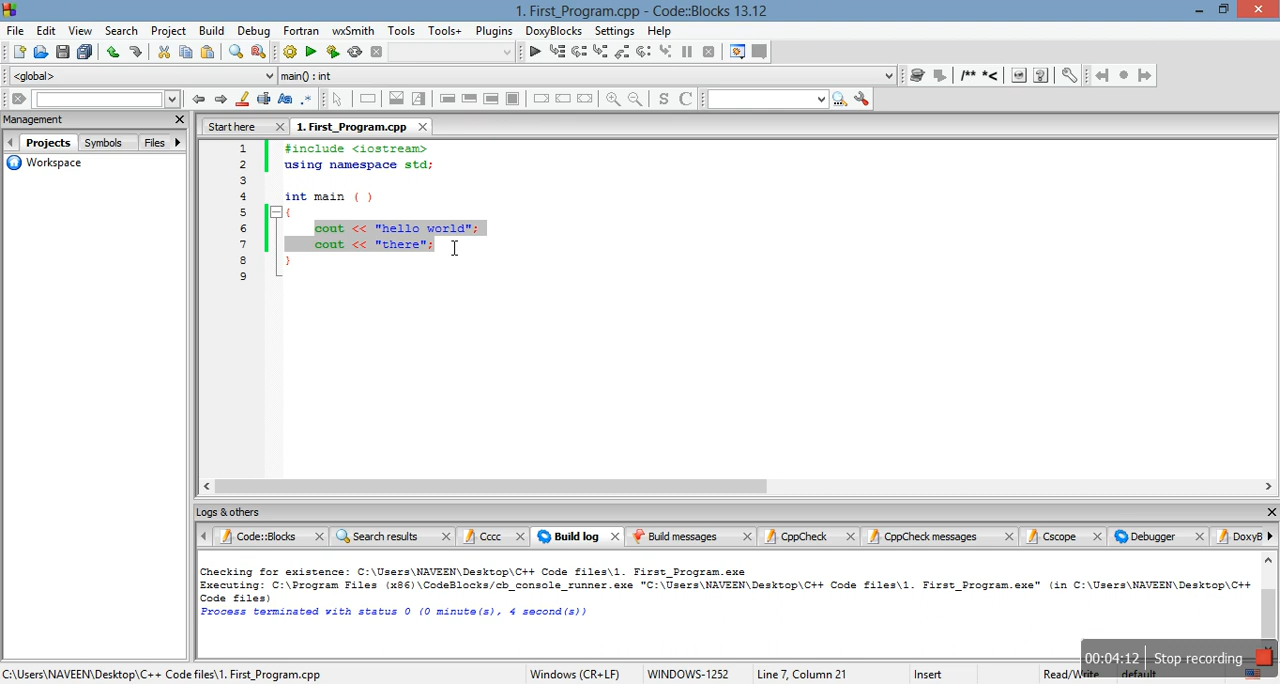 1. First_Program.cpp - Code::Blocks 13.12
File Edit View Search Project Build Debug Fortran wxSmith Tools Tools+ Plugins DoxyBlocks Settings Help
<global> main() : int
/** *<
Management
Projects Symbols Files
Workspace
Start here 1. First_Program.cpp
1 #include <iostream>
2 using namespace std;
3
4 int main ( )
5 {
6 cout << "hello world";
7 cout << "there";
8 }
9
Logs & others
Code::Blocks Search results Cccc Build log Build messages CppCheck CppCheck messages Cscope Debugger DoxyB
Checking for existence: C:\Users\NAVEEN\Desktop\C++ Code files\1. First_Program.exe
Executing: C:\Program Files (x86)\CodeBlocks/cb_console_runner.exe "C:\Users\NAVEEN\Desktop\C++ Code files\1. First_Program.exe" (in C:\Users\NAVEEN\Desktop\C++
Code files)
Process terminated with status 0 (0 minute(s), 4 second(s))
00:04:12 Stop recording
C:\Users\NAVEEN\Desktop\C++ Code files\1. First_Program.cpp Windows (CR+LF) WINDOWS-1252 Line 7, Column 21 Insert Read/Write default